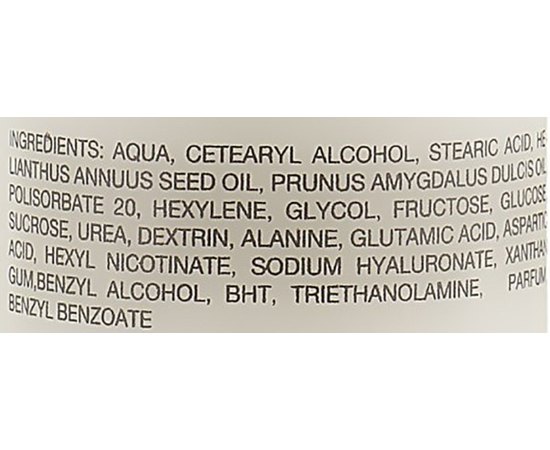 INGREDIENTS: AQUA, CETEARYL ALCOHOL, STEARIC ACID, HE-
LIANTHUS ANNUUS SEED OIL, PRUNUS AMYGDALUS DULCIS OIL,
POLISORBATE 20, HEXYLENE, GLYCOL, FRUCTOSE, GLUCOSE,
SUCROSE, UREA, DEXTRIN, ALANINE, GLUTAMIC ACID, ASPARTIC
ACID, HEXYL NICOTINATE, SODIUM HYALURONATE, XANTHAN
GUM,BENZYL ALCOHOL, BHT, TRIETHANOLAMINE, PARFUM,
BENZYL BENZOATE